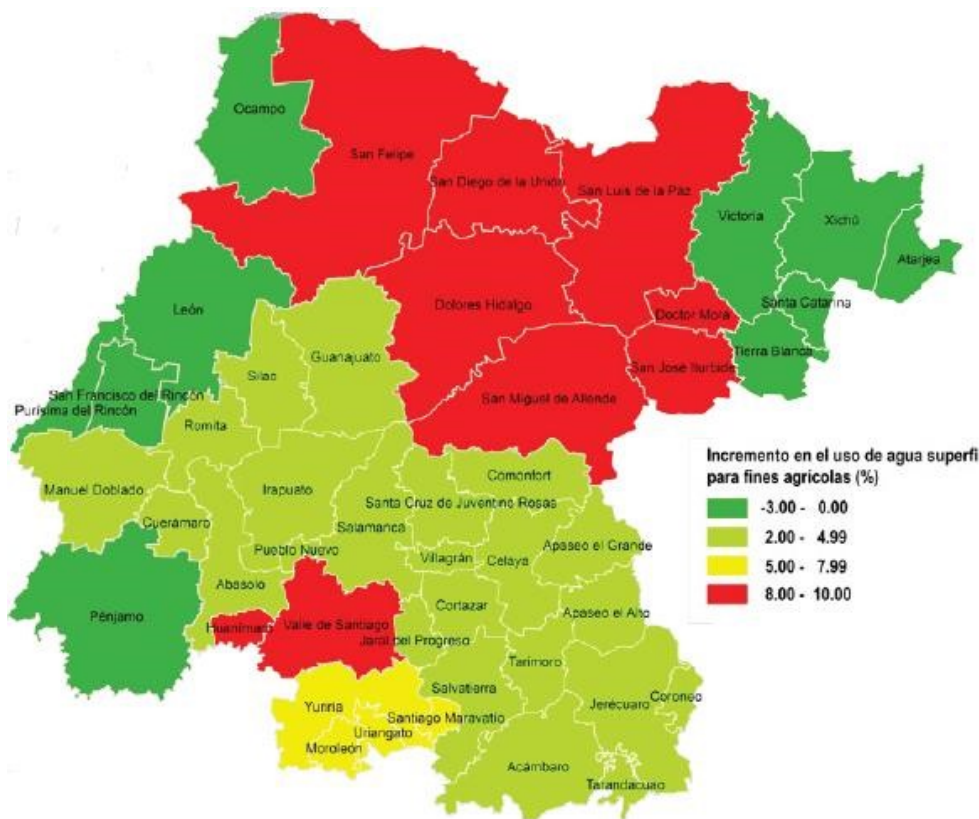 Ocampo
San Felipe
San Diego de la Unión
San Luis de la Paz
Victoria
Xichú
Atarjea
León
Dolores Hidalgo
Santa Catarina
Doctor Mora
Guanajuato
Tierra Blanca
Silao
San José Iturbide
San Francisco del Rincón
San Miguel de Allende
Purísima del Rincón
Romita
Incremento en el uso de agua superfi
para fines agrícolas (%)
-3.00 - 0.00
2.00 - 4.99
5.00 - 7.99
8.00 - 10.00
Comonfort
Manuel Doblado
Irapuato
Santa Cruz de Juventino Rosas
Cuerámaro
Salamanca
Apaseo el Grande
Pueblo Nuevo
Villagrán
Celaya
Abasolo
Cortazar
Pénjamo
Apaseo el Alto
Huanímaro
Valle de Santiago
Jaral del Progreso
Tarimoro
Salvatierra
Coroneo
Yuriria
Jerécuaro
Santiago Maravatío
Uriangato
Moroleón
Acámbaro
Tarandacuao